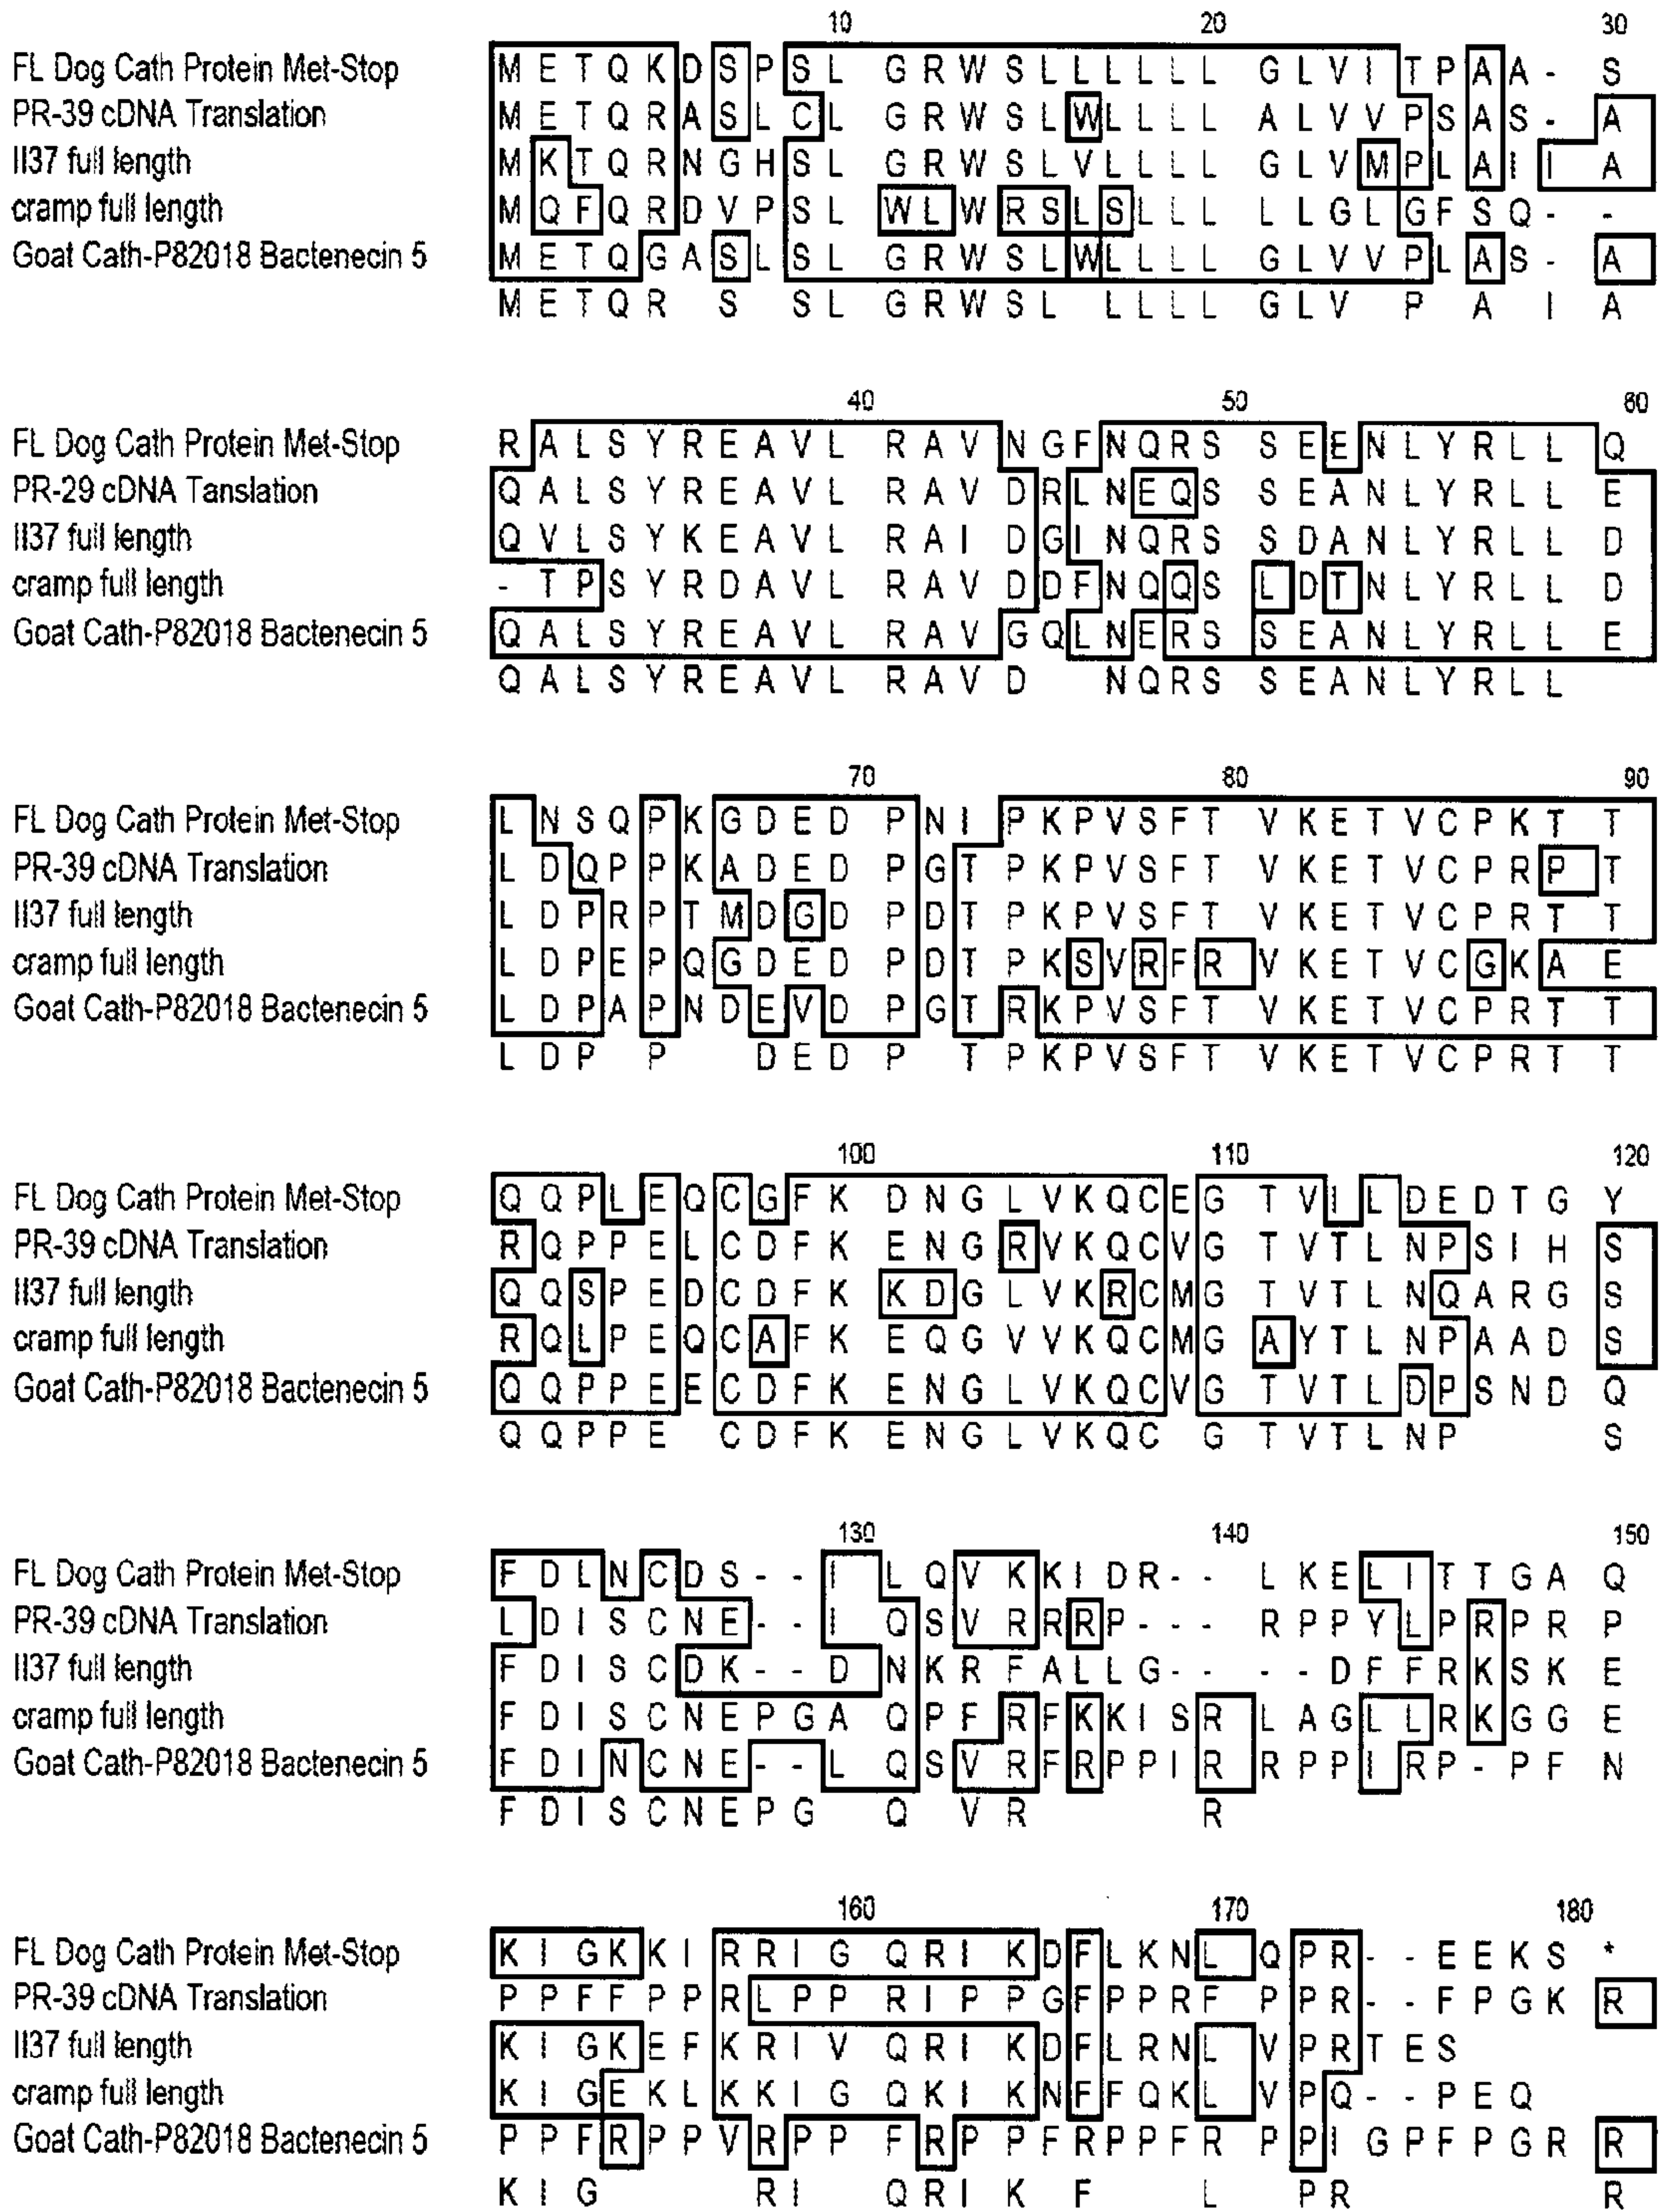 10 20 30
FL Dog Cath Protein Met-Stop M E T Q K D S P S L G R W S L L L L L L G L V I T P A A - S
PR-39 cDNA Translation M E T Q R A S L C L G R W S L W L L L L A L V V P S A S - A
II37 full length M K T Q R N G H S L G R W S L V L L L L G L V M P L A I I A
cramp full length M Q F Q R D V P S L W L W R S L S L L L L L G L G F S Q - -
Goat Cath-P82018 Bactenecin 5 M E T Q G A S L S L G R W S L W L L L L G L V V P L A S - A
M E T Q R S S L G R W S L L L L L G L V P A I A
40 50 60
FL Dog Cath Protein Met-Stop R A L S Y R E A V L R A V N G F N Q R S S E E N L Y R L L Q
PR-29 cDNA Tanslation Q A L S Y R E A V L R A V D R L N E Q S S E A N L Y R L L E
II37 full length Q V L S Y K E A V L R A I D G I N Q R S S D A N L Y R L L D
cramp full length - T P S Y R D A V L R A V D D F N Q Q S L D T N L Y R L L D
Goat Cath-P82018 Bactenecin 5 Q A L S Y R E A V L R A V G Q L N E R S S E A N L Y R L L E
Q A L S Y R E A V L R A V D N Q R S S E A N L Y R L L
70 80 90
FL Dog Cath Protein Met-Stop L N S Q P K G D E D P N I P K P V S F T V K E T V C P K T T
PR-39 cDNA Translation L D Q P P K A D E D P G T P K P V S F T V K E T V C P R P T
II37 full length L D P R P T M D G D P D T P K P V S F T V K E T V C P R T T
cramp full length L D P E P Q G D E D P D T P K S V R F R V K E T V C G K A E
Goat Cath-P82018 Bactenecin 5 L D P A P N D E V D P G T R K P V S F T V K E T V C P R T T
L D P P D E D P T P K P V S F T V K E T V C P R T T
100 110 120
FL Dog Cath Protein Met-Stop Q Q P L E Q C G F K D N G L V K Q C E G T V I L D E D T G Y
PR-39 cDNA Translation R Q P P E L C D F K E N G R V K Q C V G T V T L N P S I H S
II37 full length Q Q S P E D C D F K K D G L V K R C M G T V T L N Q A R G S
cramp full length R Q L P E Q C A F K E Q G V V K Q C M G A Y T L N P A A D S
Goat Cath-P82018 Bactenecin 5 Q Q P P E E C D F K E N G L V K Q C V G T V T L D P S N D Q
Q Q P P E C D F K E N G L V K Q C G T V T L N P S
130 140 150
FL Dog Cath Protein Met-Stop F D L N C D S - - I L Q V K K I D R - - L K E L I T T G A Q
PR-39 cDNA Translation L D I S C N E - - I Q S V R R R P - - - R P P Y L P R P R P
II37 full length F D I S C D K - - D N K R F A L L G - - - - D F F R K S K E
cramp full length F D I S C N E P G A Q P F R F K K I S R L A G L L R K G G E
Goat Cath-P82018 Bactenecin 5 F D I N C N E - - L Q S V R F R P P I R R P P I R P - P F N
F D I S C N E P G Q V R R
160 170 180
FL Dog Cath Protein Met-Stop K I G K K I R R I G Q R I K D F L K N L Q P R - - E E K S *
PR-39 cDNA Translation P P F F P P R L P P R I P P G F P P R F P P R - - F P G K R
II37 full length K I G K E F K R I V Q R I K D F L R N L V P R T E S
cramp full length K I G E K L K K I G Q K I K N F F Q K L V P Q - - P E Q
Goat Cath-P82018 Bactenecin 5 P P F R P P V R P P F R P P F R P P F R P P I G P F P G R R
K I G R I Q R I K F L P R R